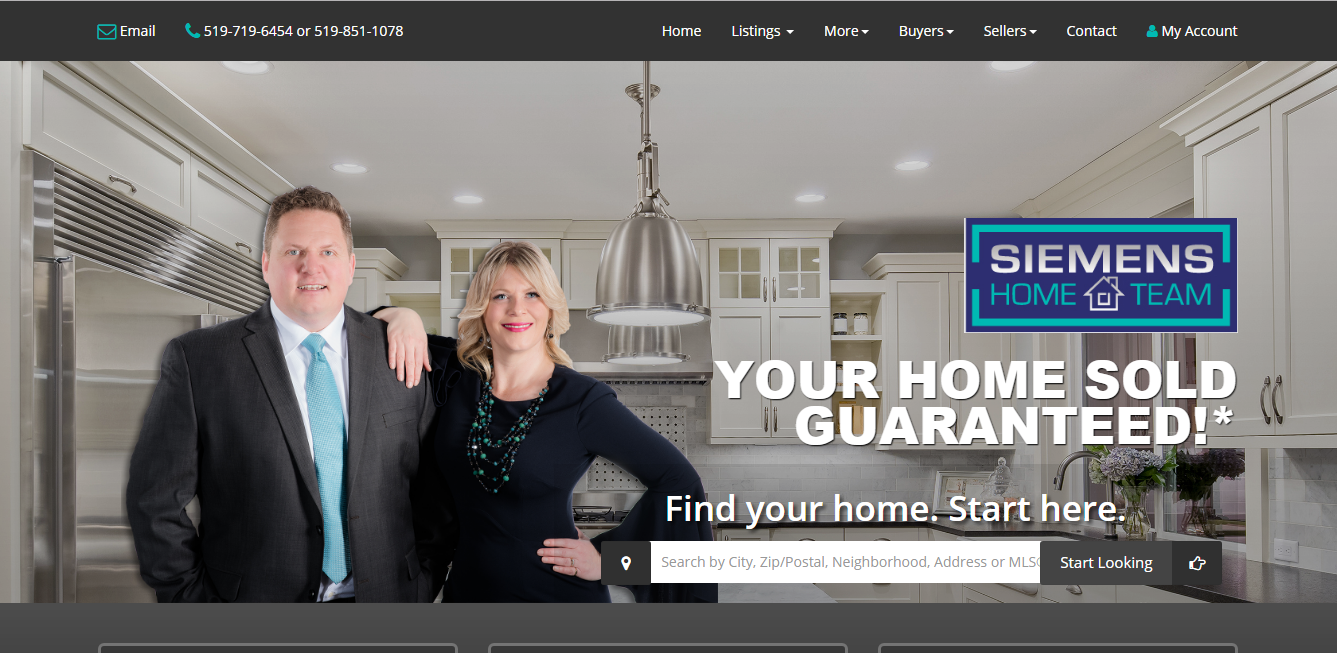 Email
519-719-6454 or 519-851-1078
Home
Listings
More
Buyers
Sellers
Contact
My Account
SIEMENS
HOME TEAM
YOUR HOME SOLD
GUARANTEED!*
Find your home. Start here.
Search by City, Zip/Postal, Neighborhood, Address or MLS
Start Looking